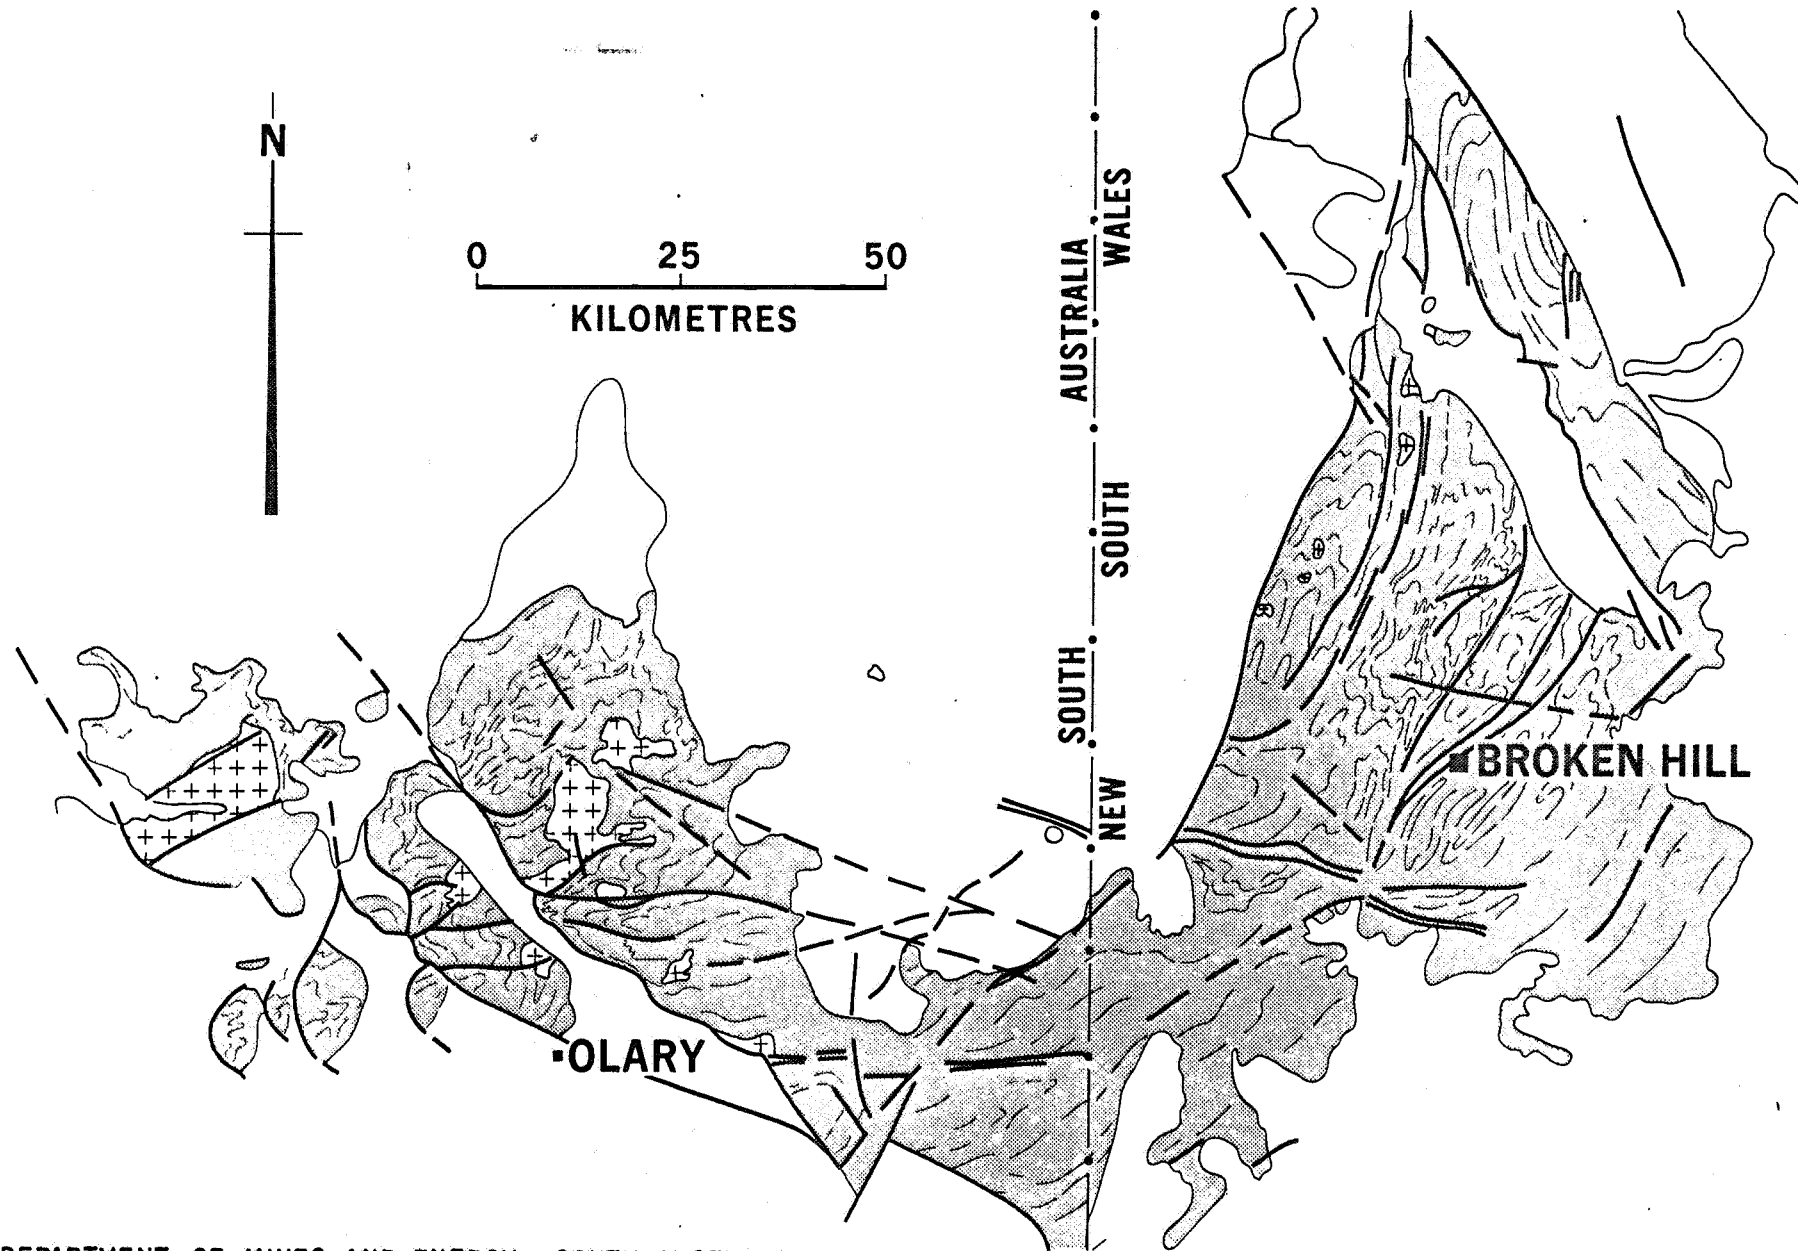 N
0 25 50
KILOMETRES
SOUTH AUSTRALIA
NEW SOUTH WALES
BROKEN HILL
OLARY